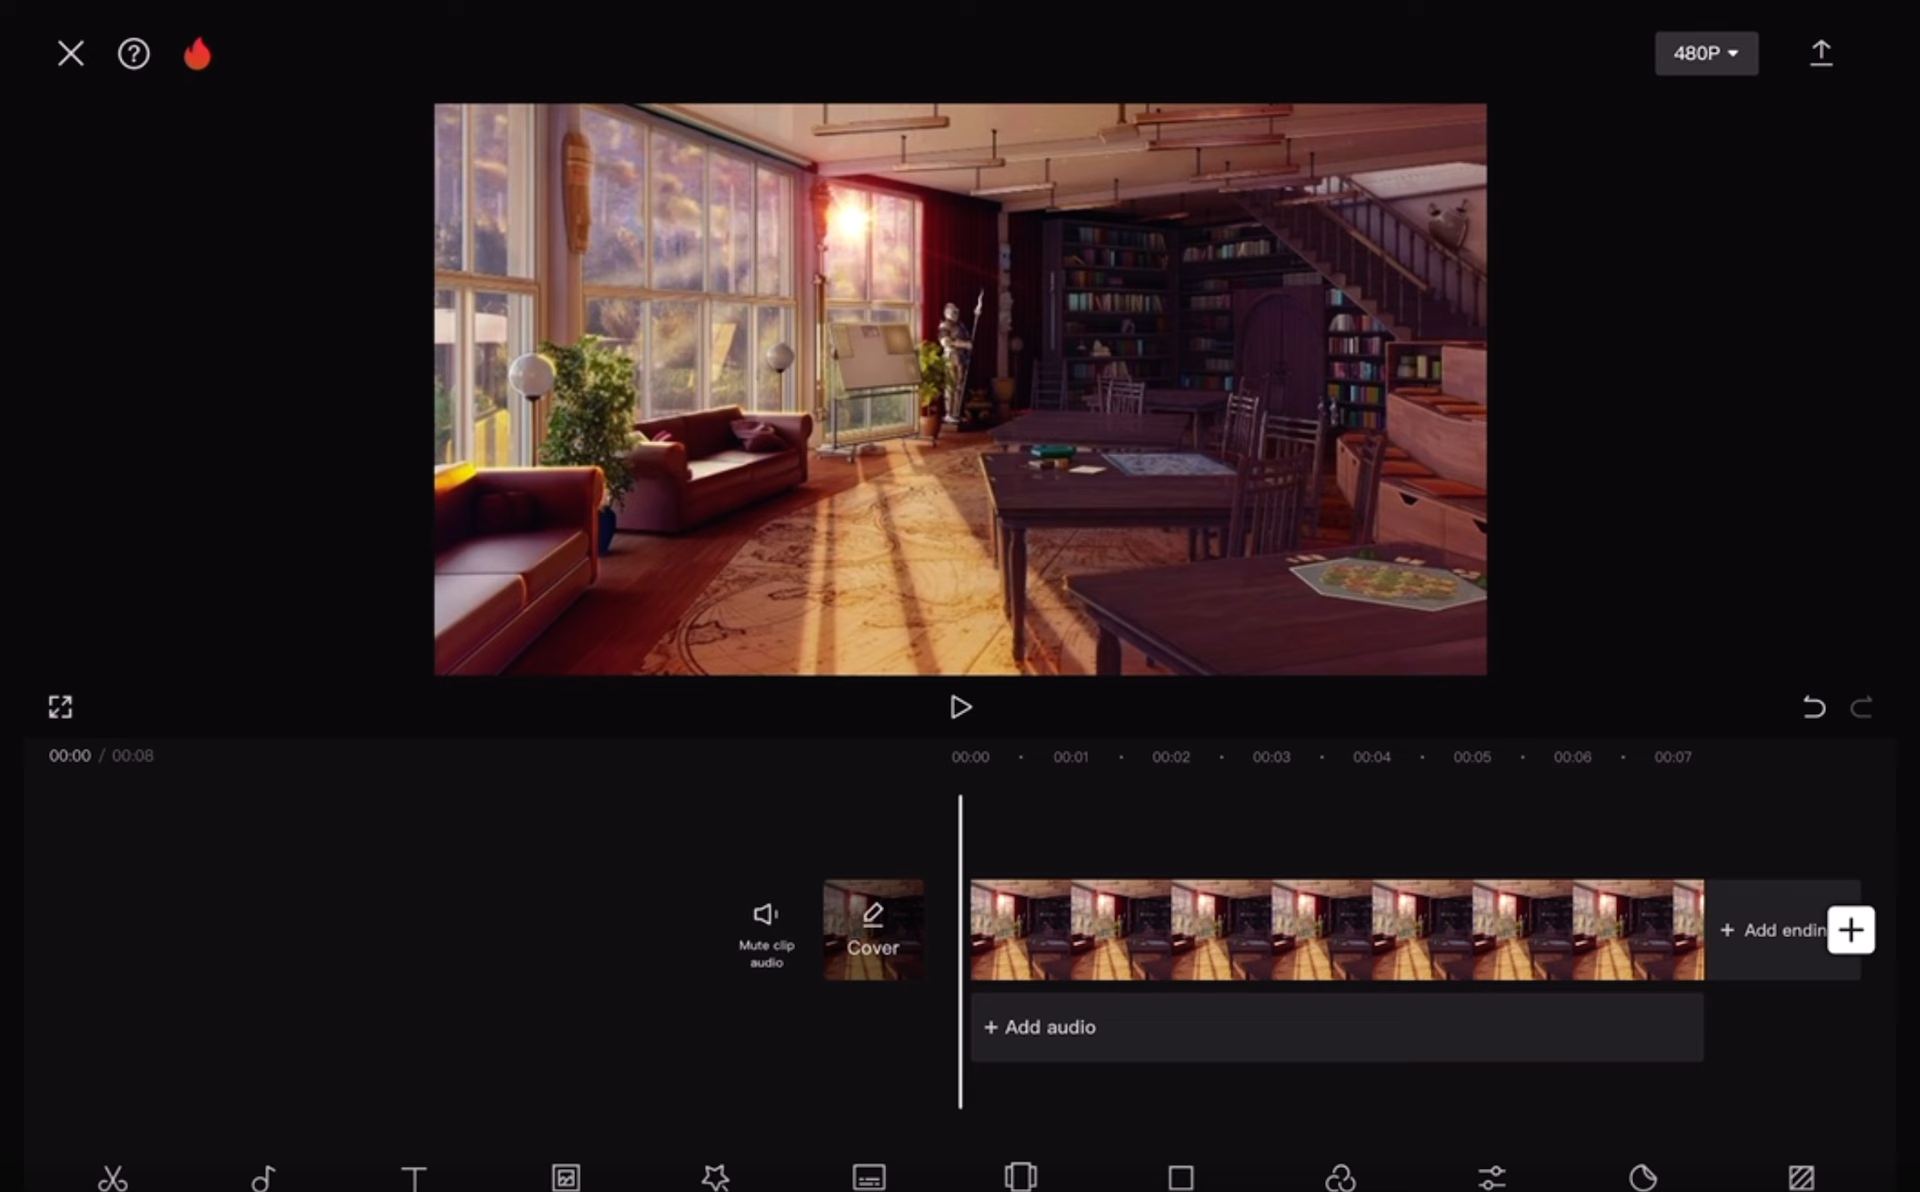 480P
00:00 / 00:08
00:00 00:01 00:02 00:03 00:04 00:05 00:06 00:07
Mute clip
audio
Cover
+ Add endin
+ Add audio